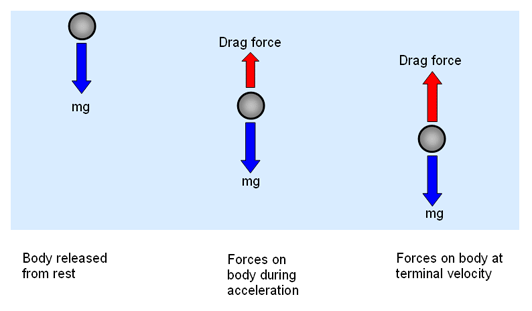 Drag force
Drag force
mg
mg
mg
Body released
from rest
Forces on
body during
acceleration
Forces on body at
terminal velocity